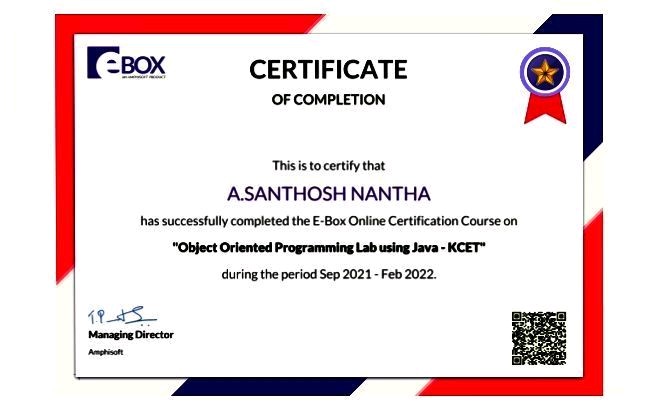 eBOX
AN AMPHISOFT PRODUCT
CERTIFICATE
OF COMPLETION
This is to certify that
A.SANTHOSH NANTHA
has successfully completed the E-Box Online Certification Course on
"Object Oriented Programming Lab using Java - KCET"
during the period Sep 2021 - Feb 2022.
Managing Director
Amphisoft